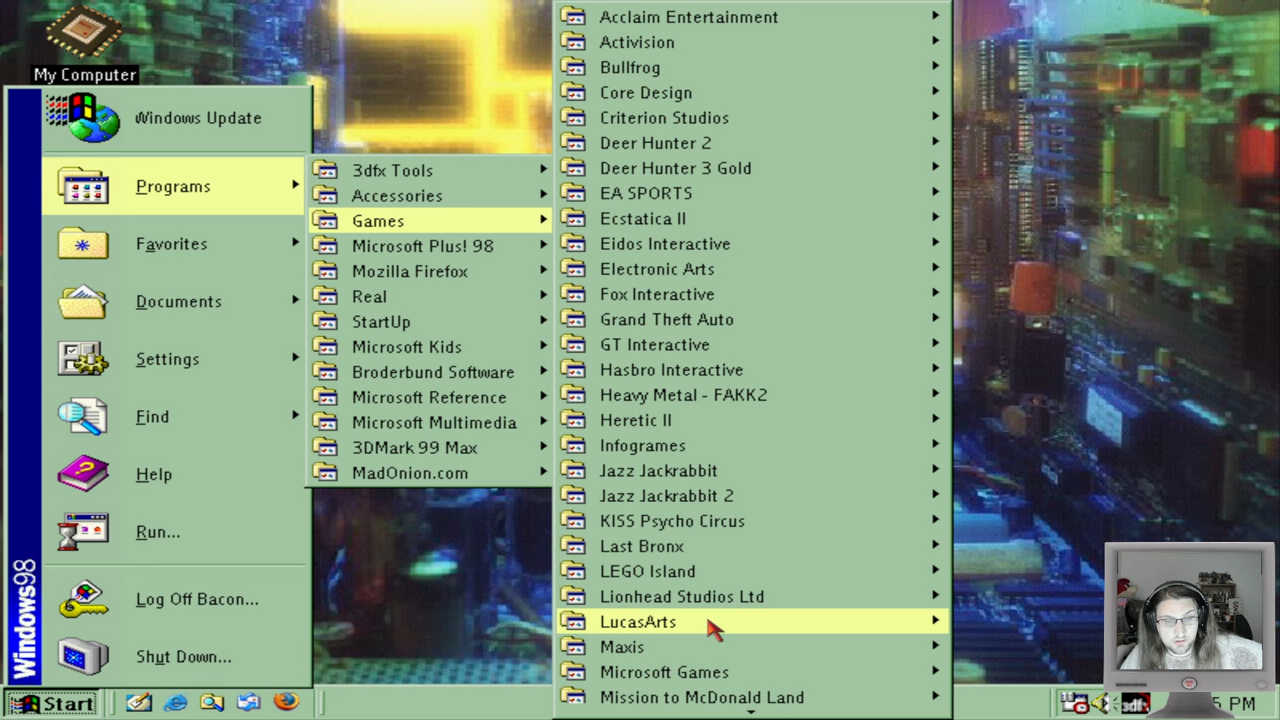 My Computer
Windows98
Windows Update
Programs
Favorites
Documents
Settings
Find
Help
Run...
Log Off Bacon...
Shut Down...
3dfx Tools
Accessories
Games
Microsoft Plus! 98
Mozilla Firefox
Real
StartUp
Microsoft Kids
Broderbund Software
Microsoft Reference
Microsoft Multimedia
3DMark 99 Max
MadOnion.com
Acclaim Entertainment
Activision
Bullfrog
Core Design
Criterion Studios
Deer Hunter 2
Deer Hunter 3 Gold
EA SPORTS
Ecstatica II
Eidos Interactive
Electronic Arts
Fox Interactive
Grand Theft Auto
GT Interactive
Hasbro Interactive
Heavy Metal - FAKK2
Heretic II
Infogrames
Jazz Jackrabbit
Jazz Jackrabbit 2
KISS Psycho Circus
Last Bronx
LEGO Island
Lionhead Studios Ltd
LucasArts
Maxis
Microsoft Games
Mission to McDonald Land
Start
3dfx
PM